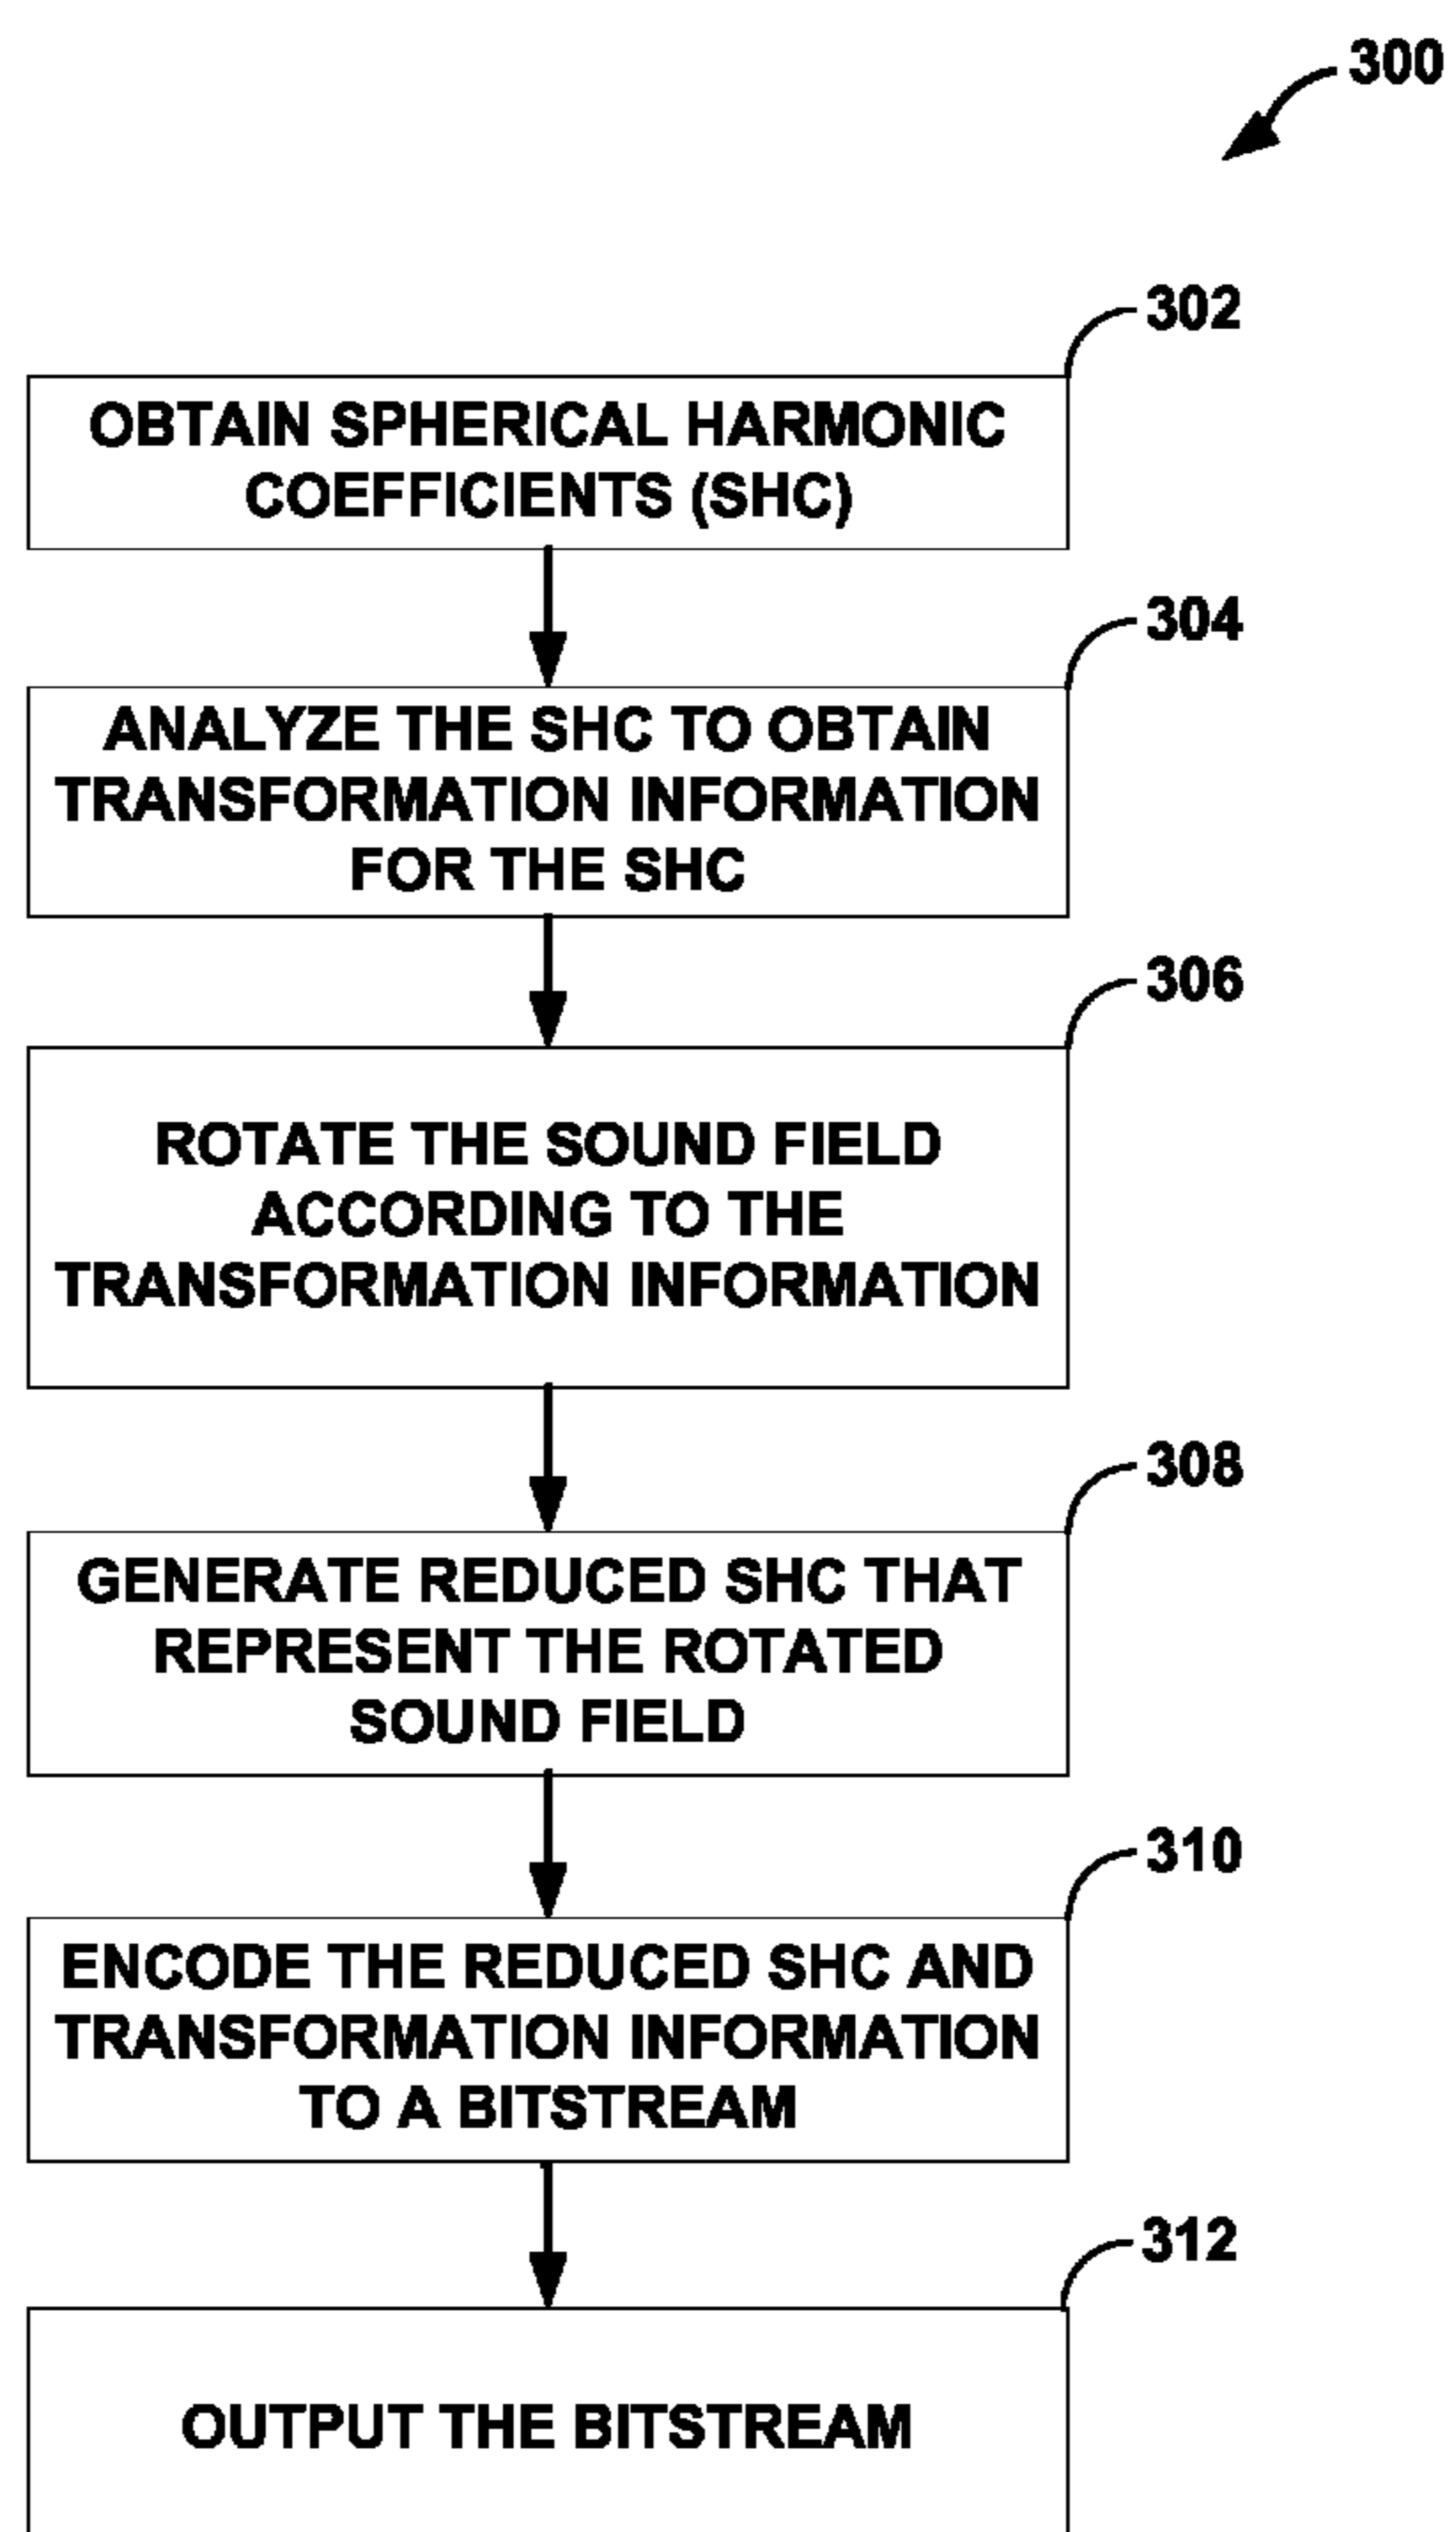 300
302
OBTAIN SPHERICAL HARMONIC
COEFFICIENTS (SHC)
304
ANALYZE THE SHC TO OBTAIN
TRANSFORMATION INFORMATION
FOR THE SHC
306
ROTATE THE SOUND FIELD
ACCORDING TO THE
TRANSFORMATION INFORMATION
308
GENERATE REDUCED SHC THAT
REPRESENT THE ROTATED
SOUND FIELD
310
ENCODE THE REDUCED SHC AND
TRANSFORMATION INFORMATION
TO A BITSTREAM
312
OUTPUT THE BITSTREAM